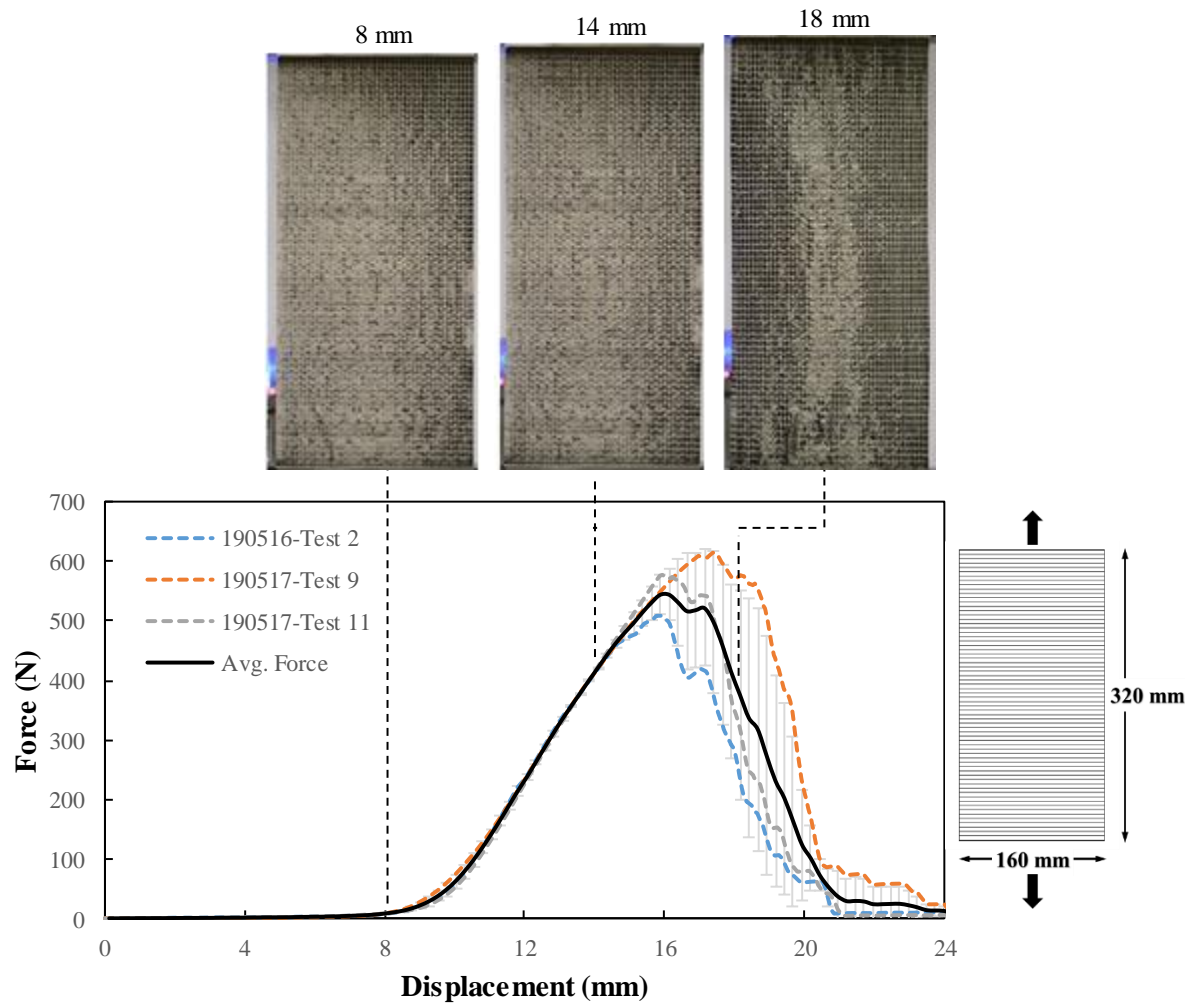 8 mm
14 mm
18 mm
700
600
500
400
300
200
100
0
Force (N)
190516-Test 2
190517-Test 9
190517-Test 11
Avg. Force
0
4
8
12
16
20
24
Displacement (mm)
320 mm
160 mm